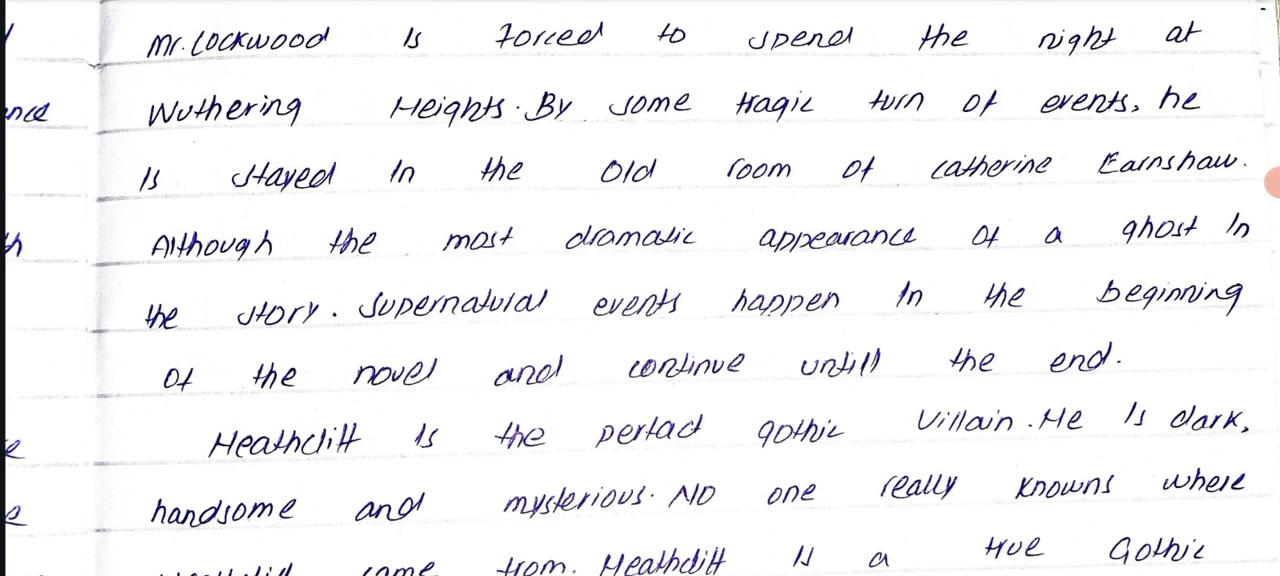 Mr. Lockwood is forced to spend the night at
nce Wuthering Heights. By some tragic turn of events, he
is stayed in the old room of Catherine Earnshaw.
Although the most dramatic appearance of a ghost in
the story. Supernatural events happen in the beginning
of the novel and continue untill the end.
Heathcliff is the perfact gothic villain. He is dark,
handsome and mysterious. No one really knowns where
Heathcliff came from. Heathcliff is a true Gothic